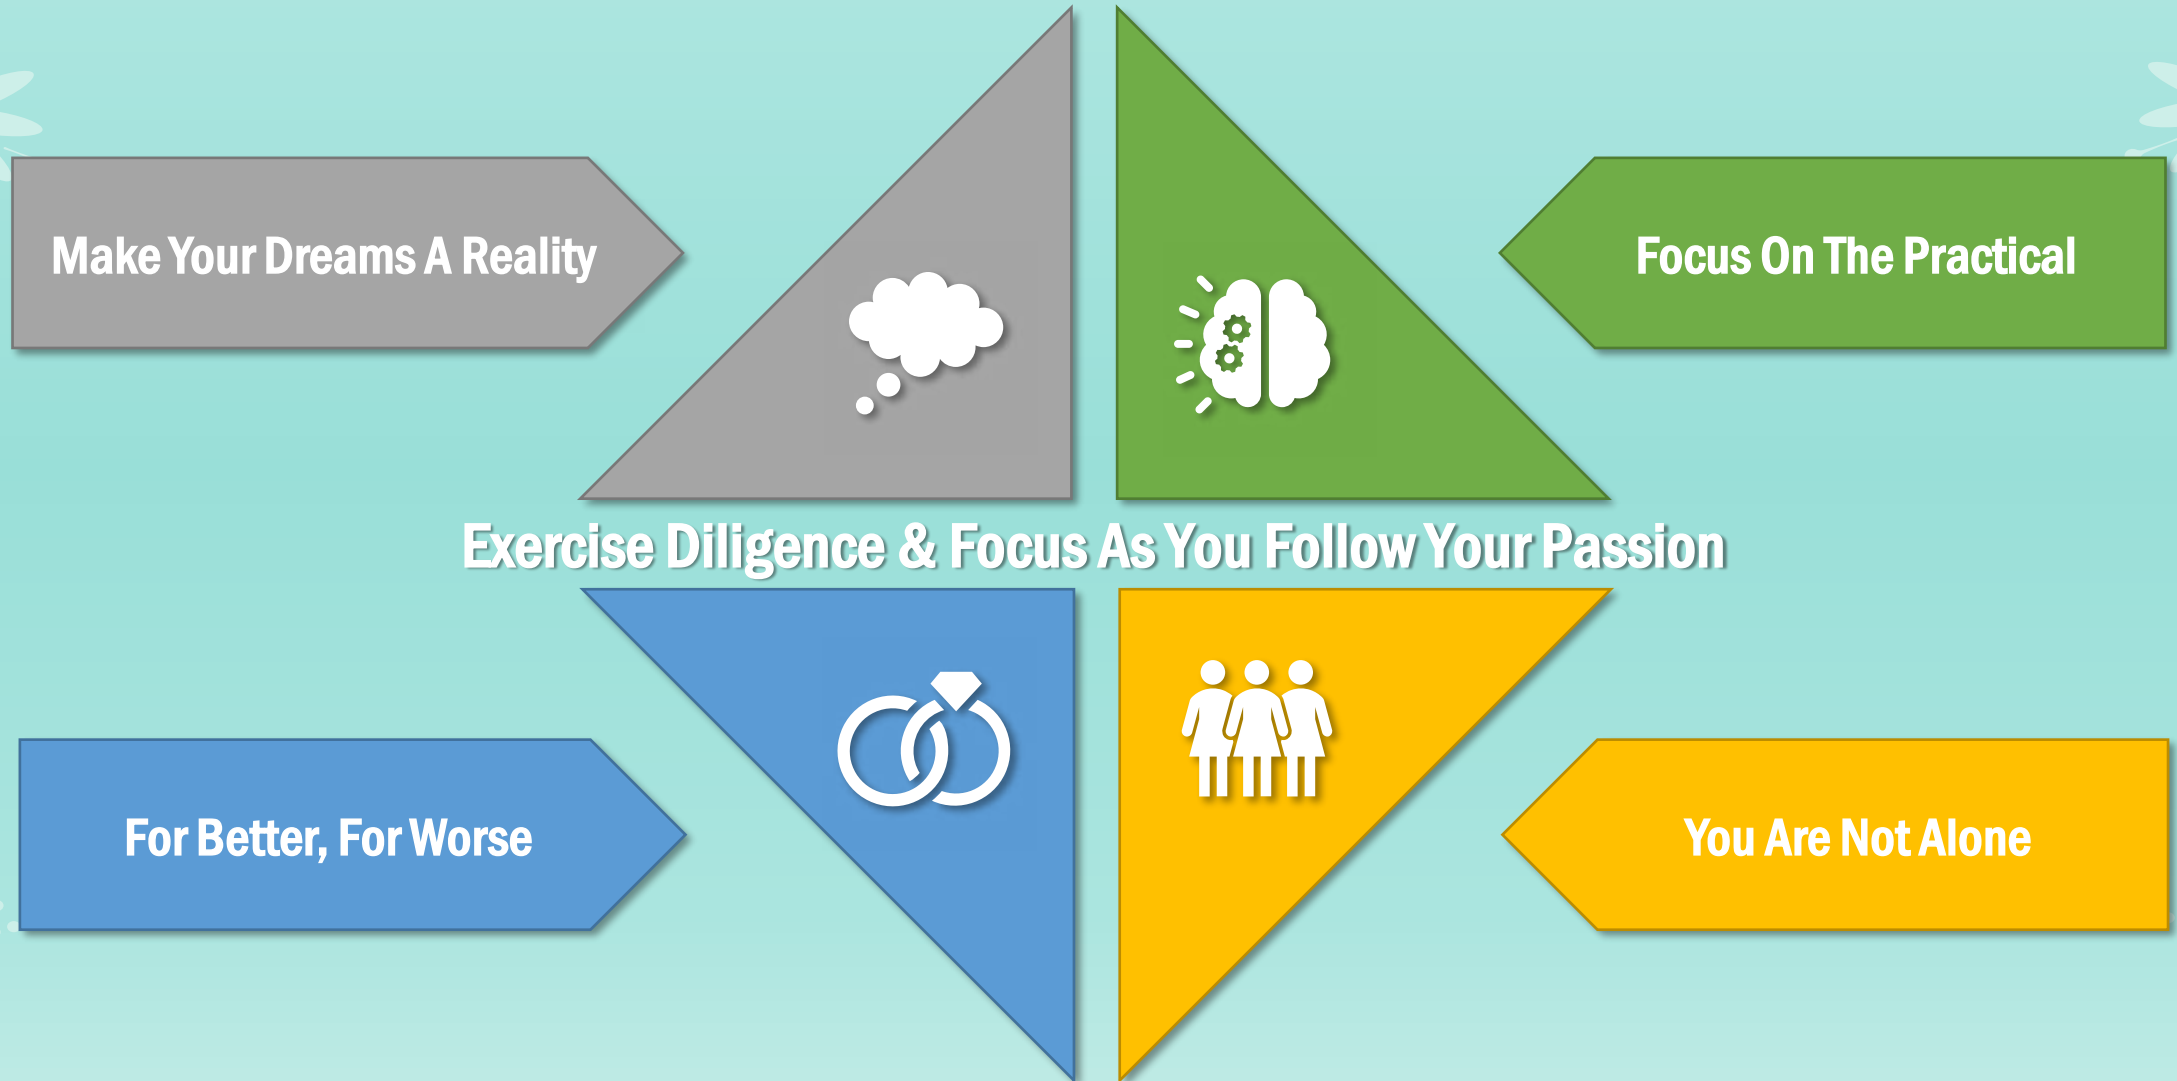 Make Your Dreams A Reality
Focus On The Practical
Exercise Diligence & Focus As You Follow Your Passion
For Better, For Worse
You Are Not Alone